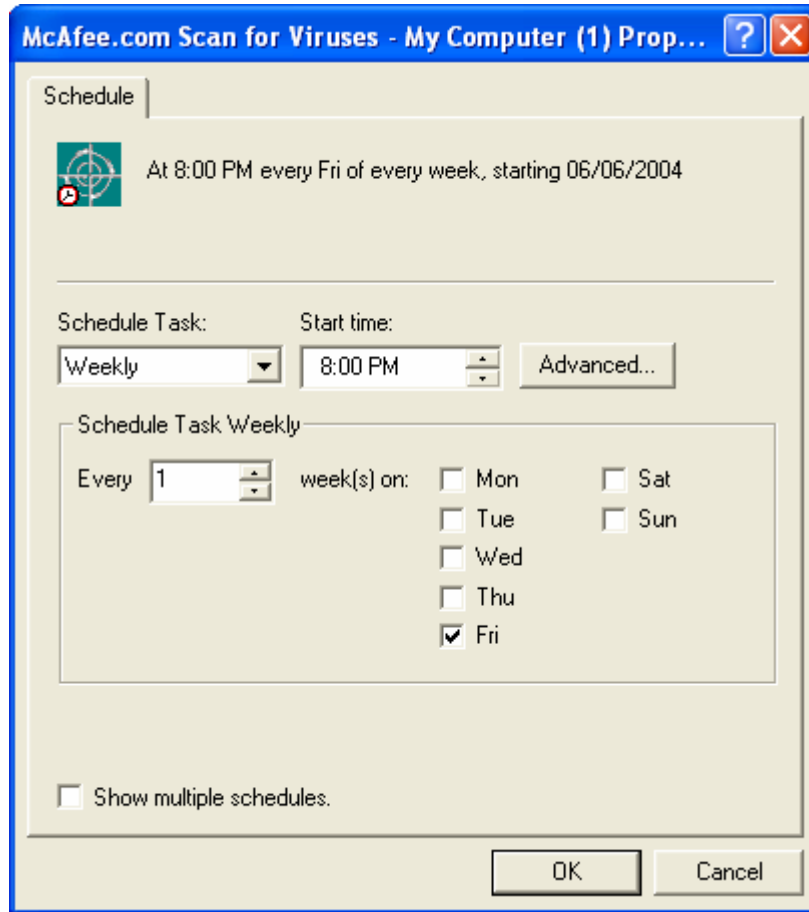 McAfee.com Scan for Viruses - My Computer (1) Prop...
Schedule
At 8:00 PM every Fri of every week, starting 06/06/2004
Schedule Task: Start time:
Weekly 8:00 PM Advanced...
Schedule Task Weekly
Every 1 week(s) on: Mon Sat
Tue Sun
Wed
Thu
Fri
Show multiple schedules.
OK Cancel